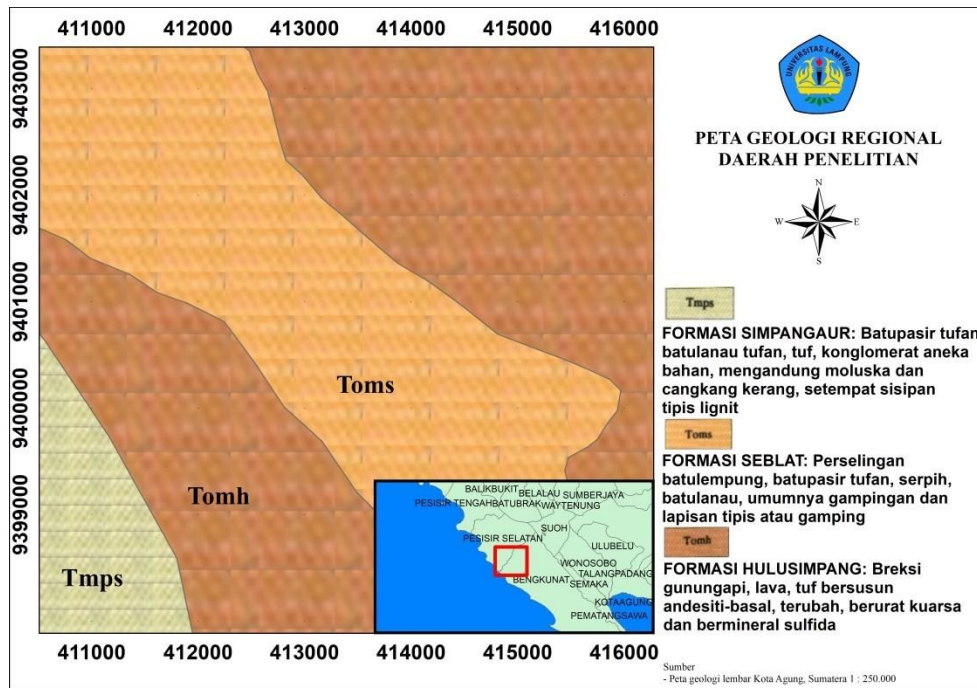 411000 412000 413000 414000 415000 416000
9403000
9402000
9401000
9400000
9399000
Toms
Tomh
Tmps
411000 412000 413000 414000 415000 416000
BALIKBUKIT
BELALAU
SUMBERJAYA
PESISIR TENGAH
BATUBRAK
WAYTENUNG
SUOH
PESISIR SELATAN
ULUBELU
WONOSOBO
TALANGPADANG
BENGKUNAT
SEMAKA
KOTAAGUNG
PEMATANGSAWA
UNIVERSITAS LAMPUNG
PETA GEOLOGI REGIONAL
DAERAH PENELITIAN
N
W E
S
Tmps
FORMASI SIMPANGAUR: Batupasir tufan
batulanau tufan, tuf, konglomerat aneka
bahan, mengandung moluska dan
cangkang kerang, setempat sisipan
tipis lignit
Toms
FORMASI SEBLAT: Perselingan
batulempung, batupasir tufan, serpih,
batulanau, umumnya gampingan dan
lapisan tipis atau gamping
Tomh
FORMASI HULUSIMPANG: Breksi
gunungapi, lava, tuf bersusun
andesiti-basal, terubah, berurat kuarsa
dan bermineral sulfida
Sumber
- Peta geologi lembar Kota Agung, Sumatera 1 : 250.000